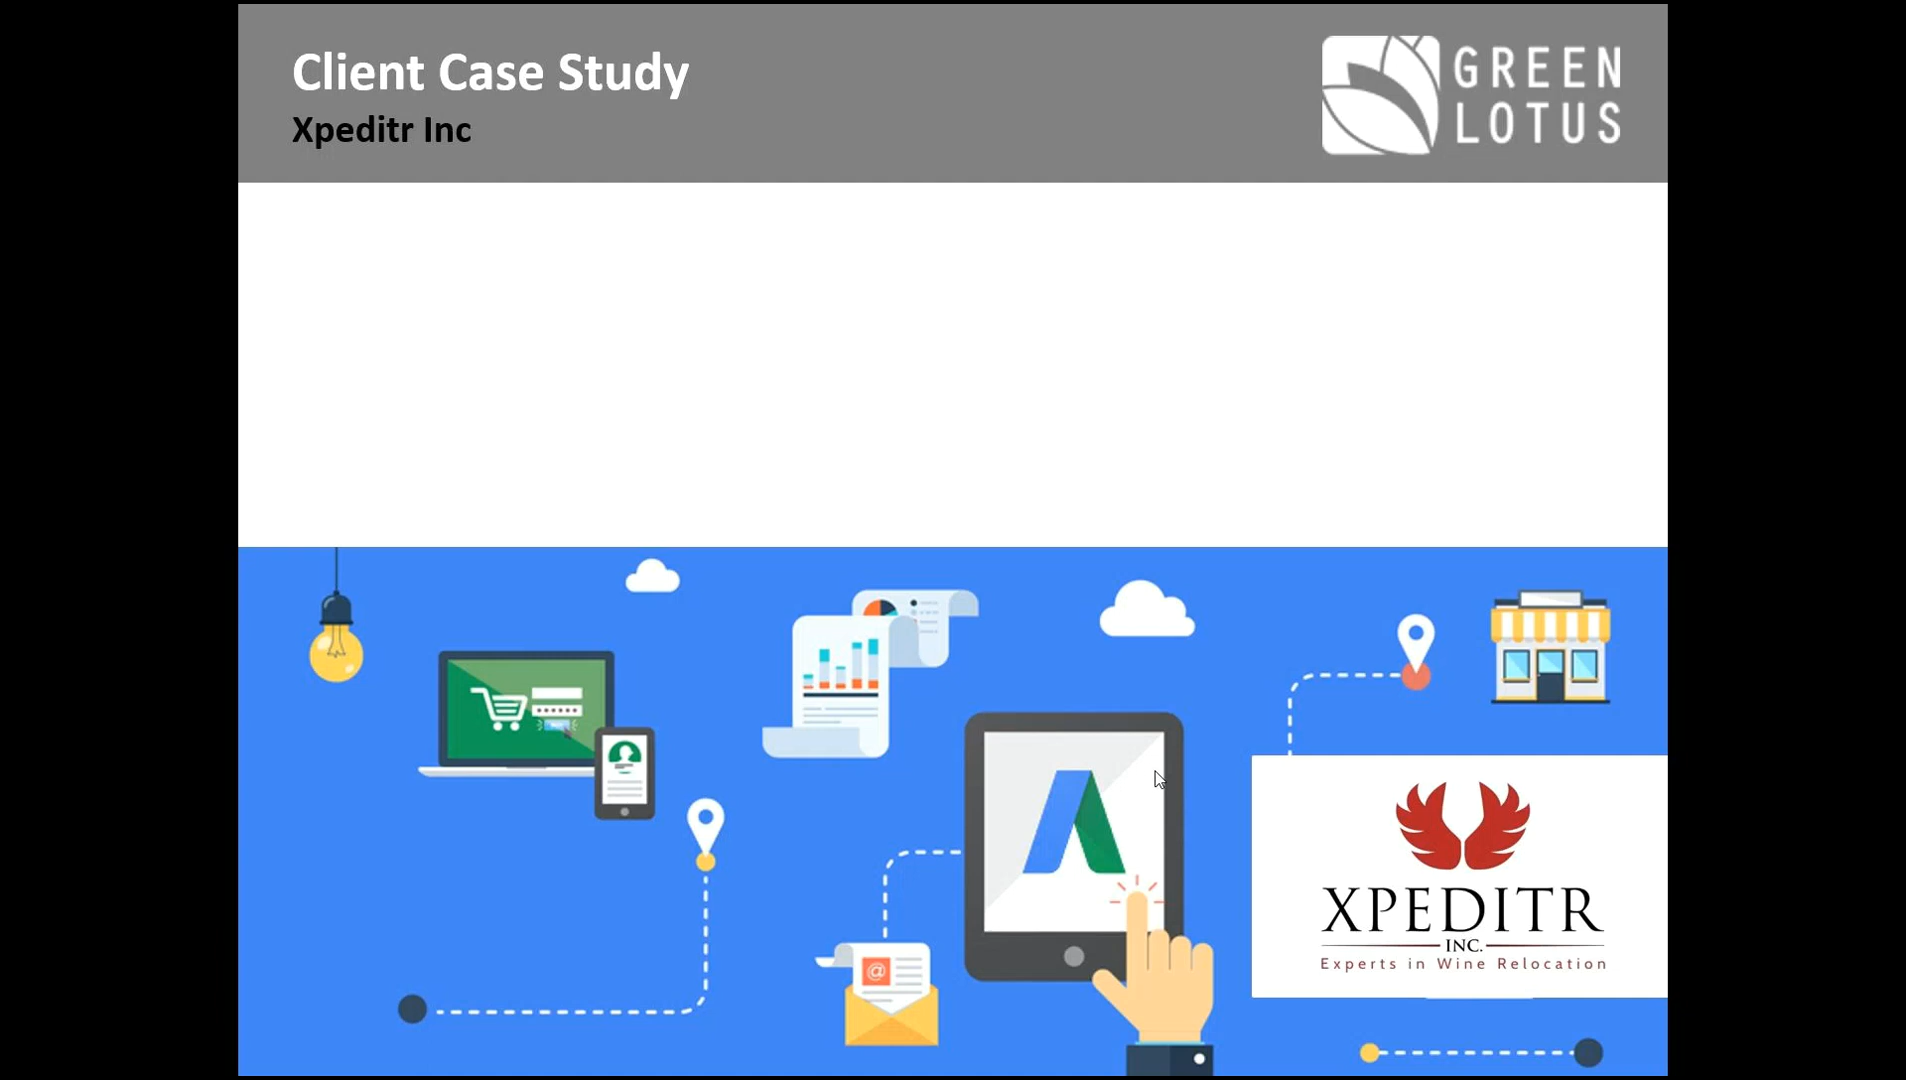 Client Case Study
Xpeditr Inc
GREEN
LOTUS
@
XPEDITR
INC.
Experts in Wine Relocation